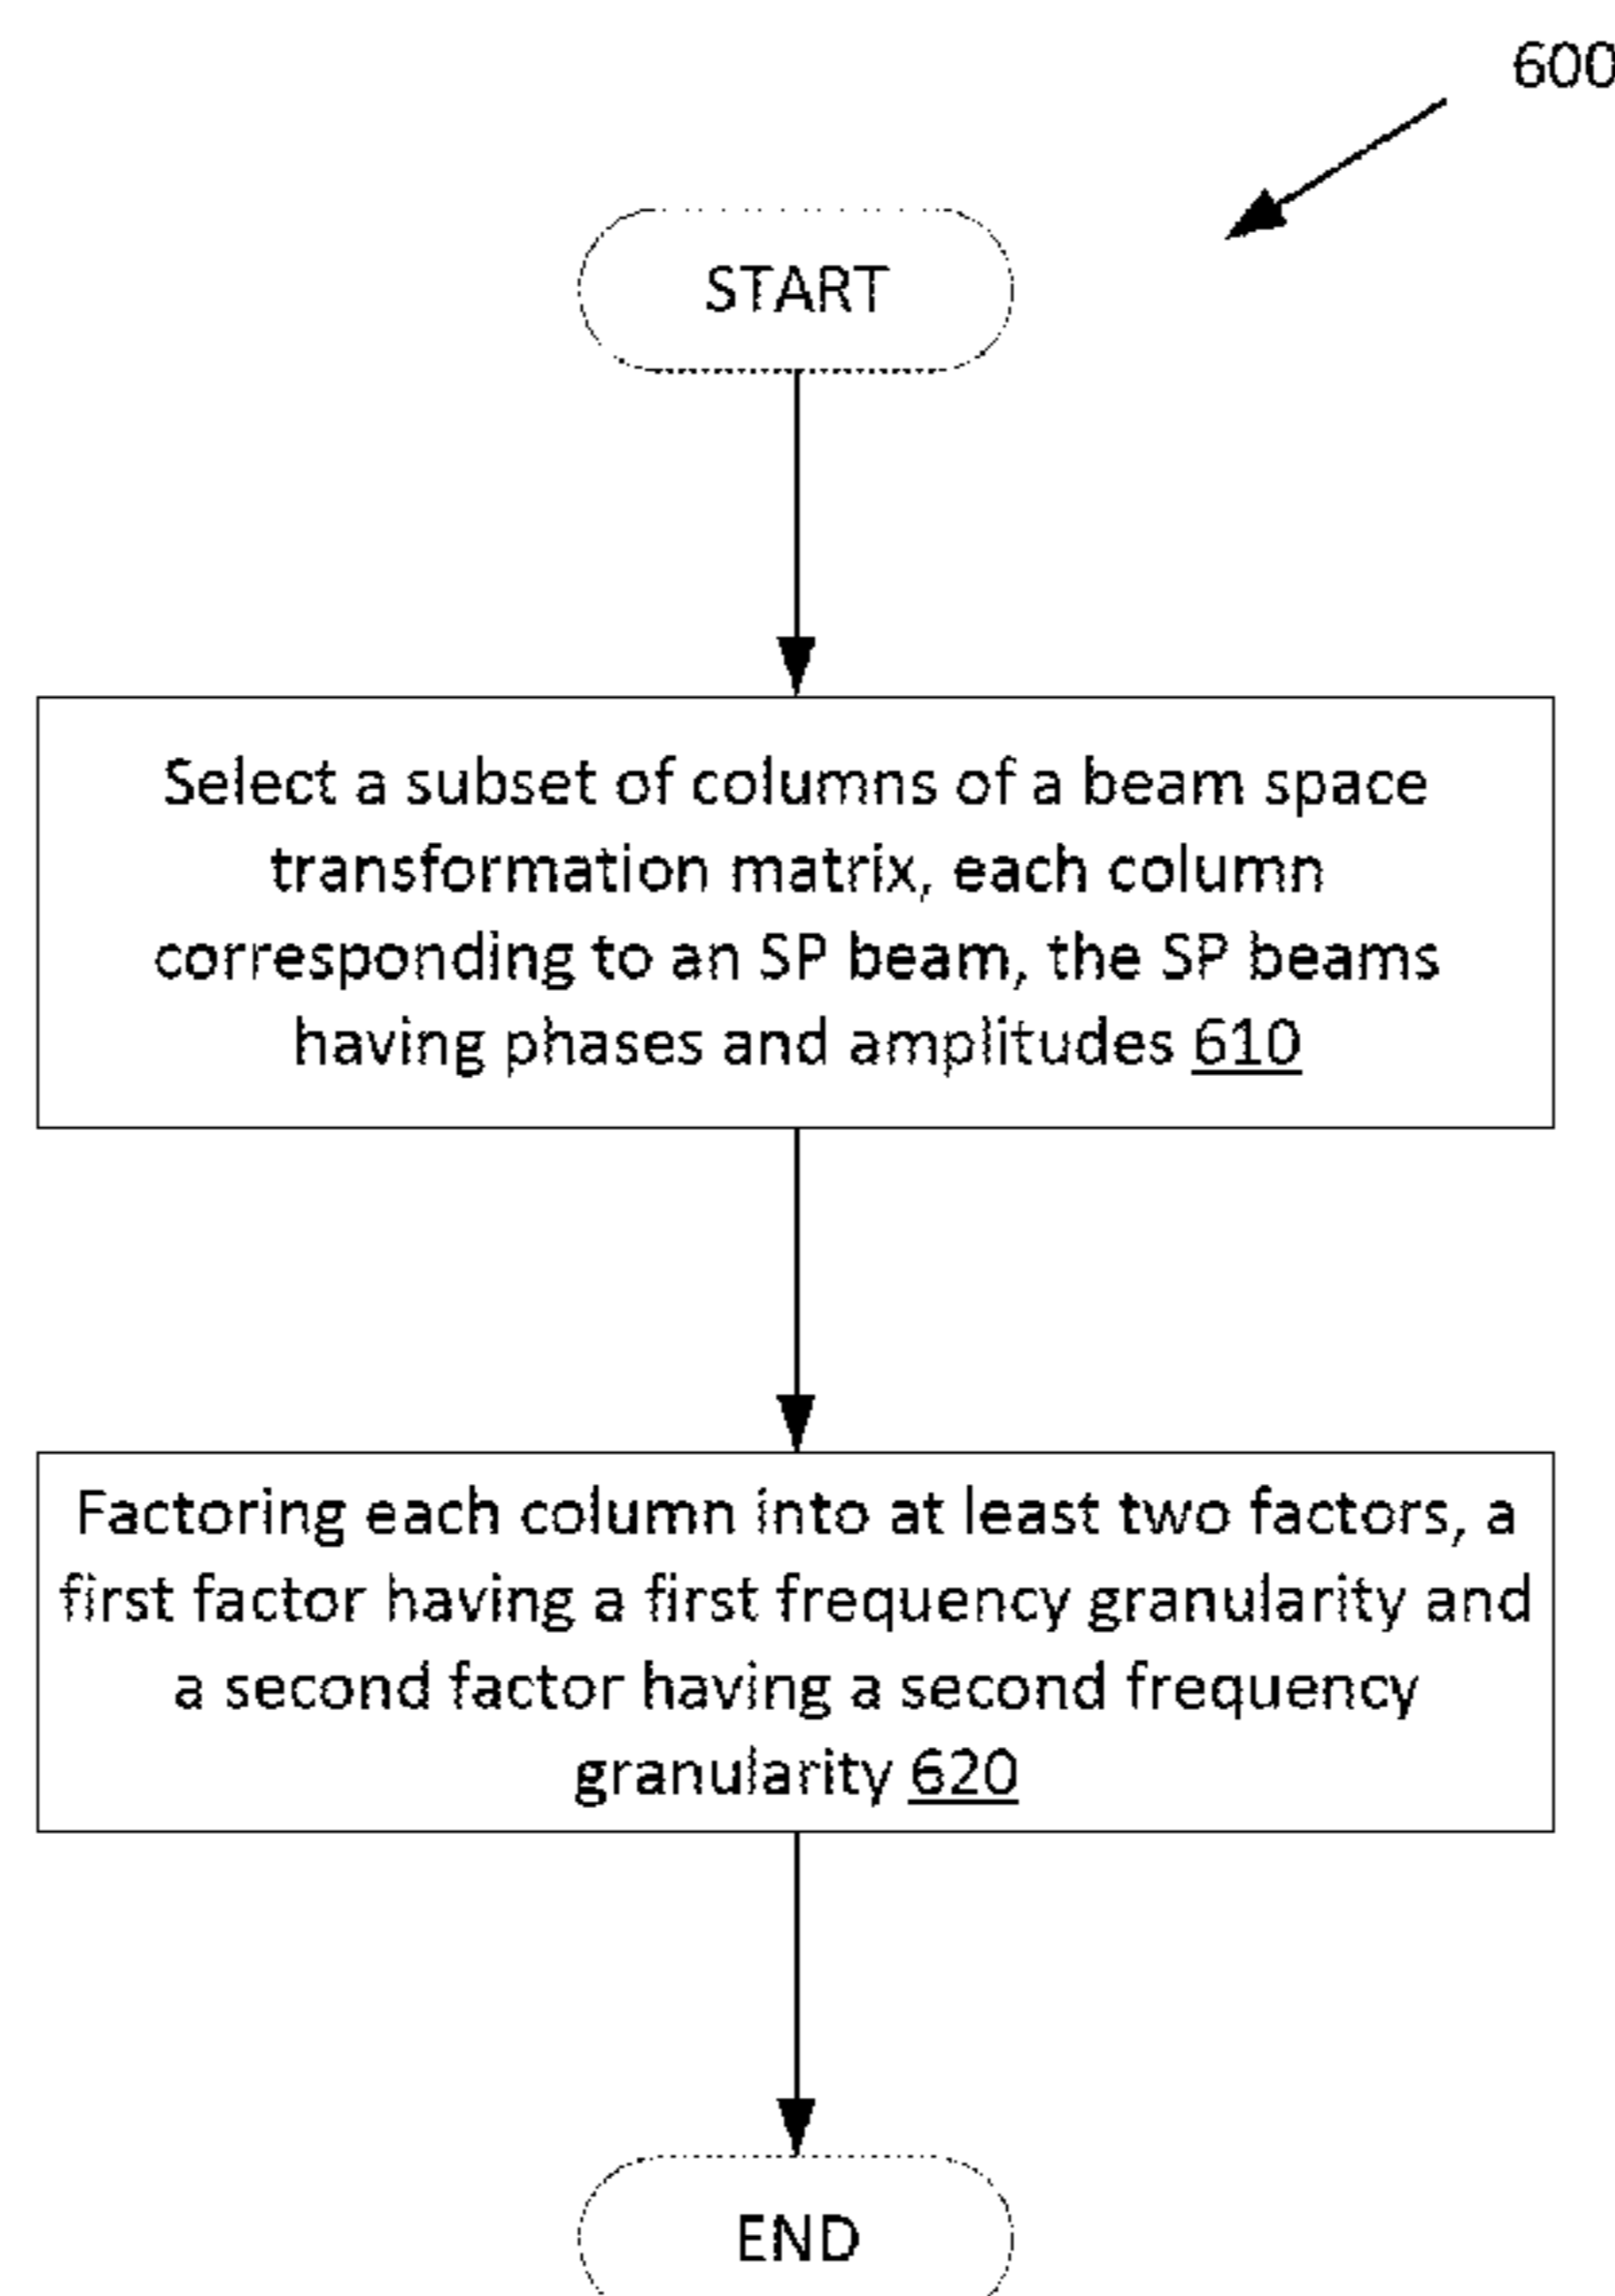 600
START
Select a subset of columns of a beam space
transformation matrix, each column
corresponding to an SP beam, the SP beams
having phases and amplitudes 610
Factoring each column into at least two factors, a
first factor having a first frequency granularity and
a second factor having a second frequency
granularity 620
END